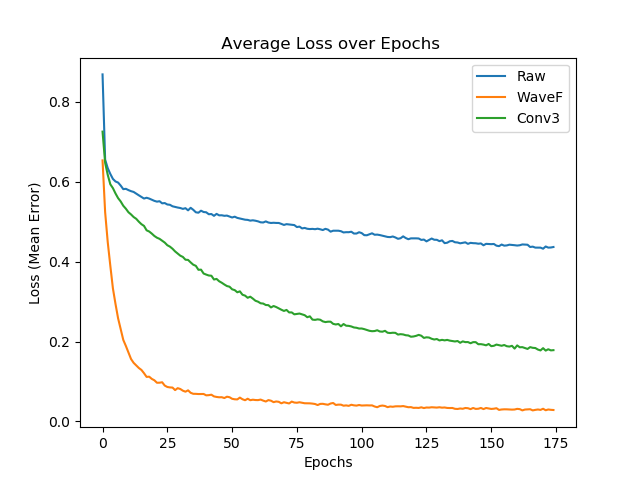 Average Loss over Epochs
Raw
WaveF
Conv3
Loss (Mean Error)
0.8
0.6
0.4
0.2
0.0
0 25 50 75 100 125 150 175
Epochs